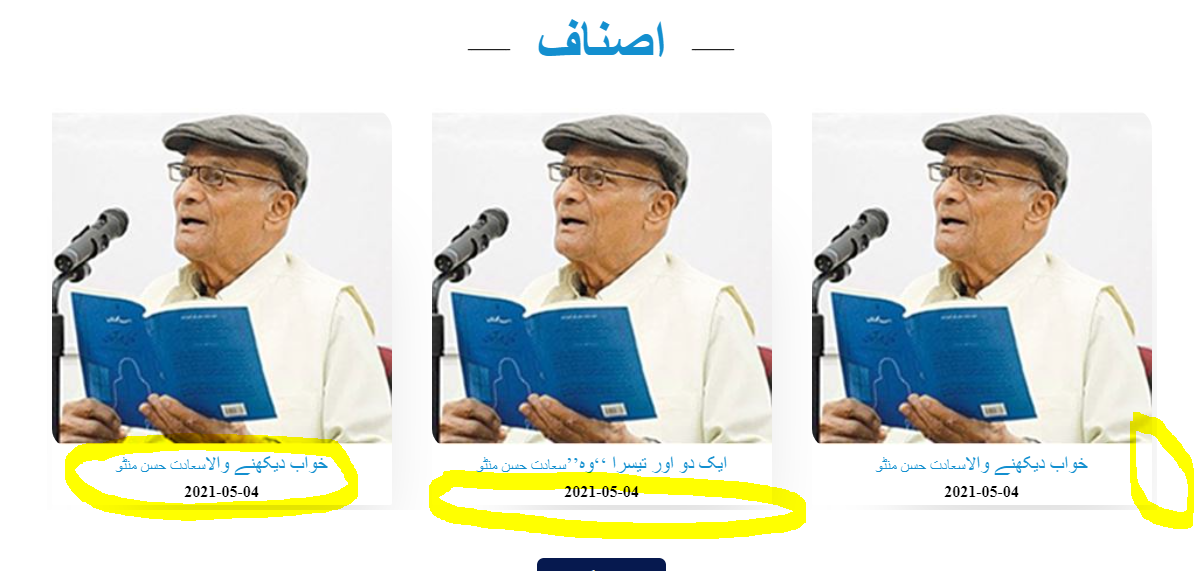 اصناف
خواب دیکھنے والاسعادت حسن منٹو
2021-05-04
ایک دو اور تیسرا “وہ”سعادت حسن منٹو
2021-05-04
خواب دیکھنے والاسعادت حسن منٹو
2021-05-04